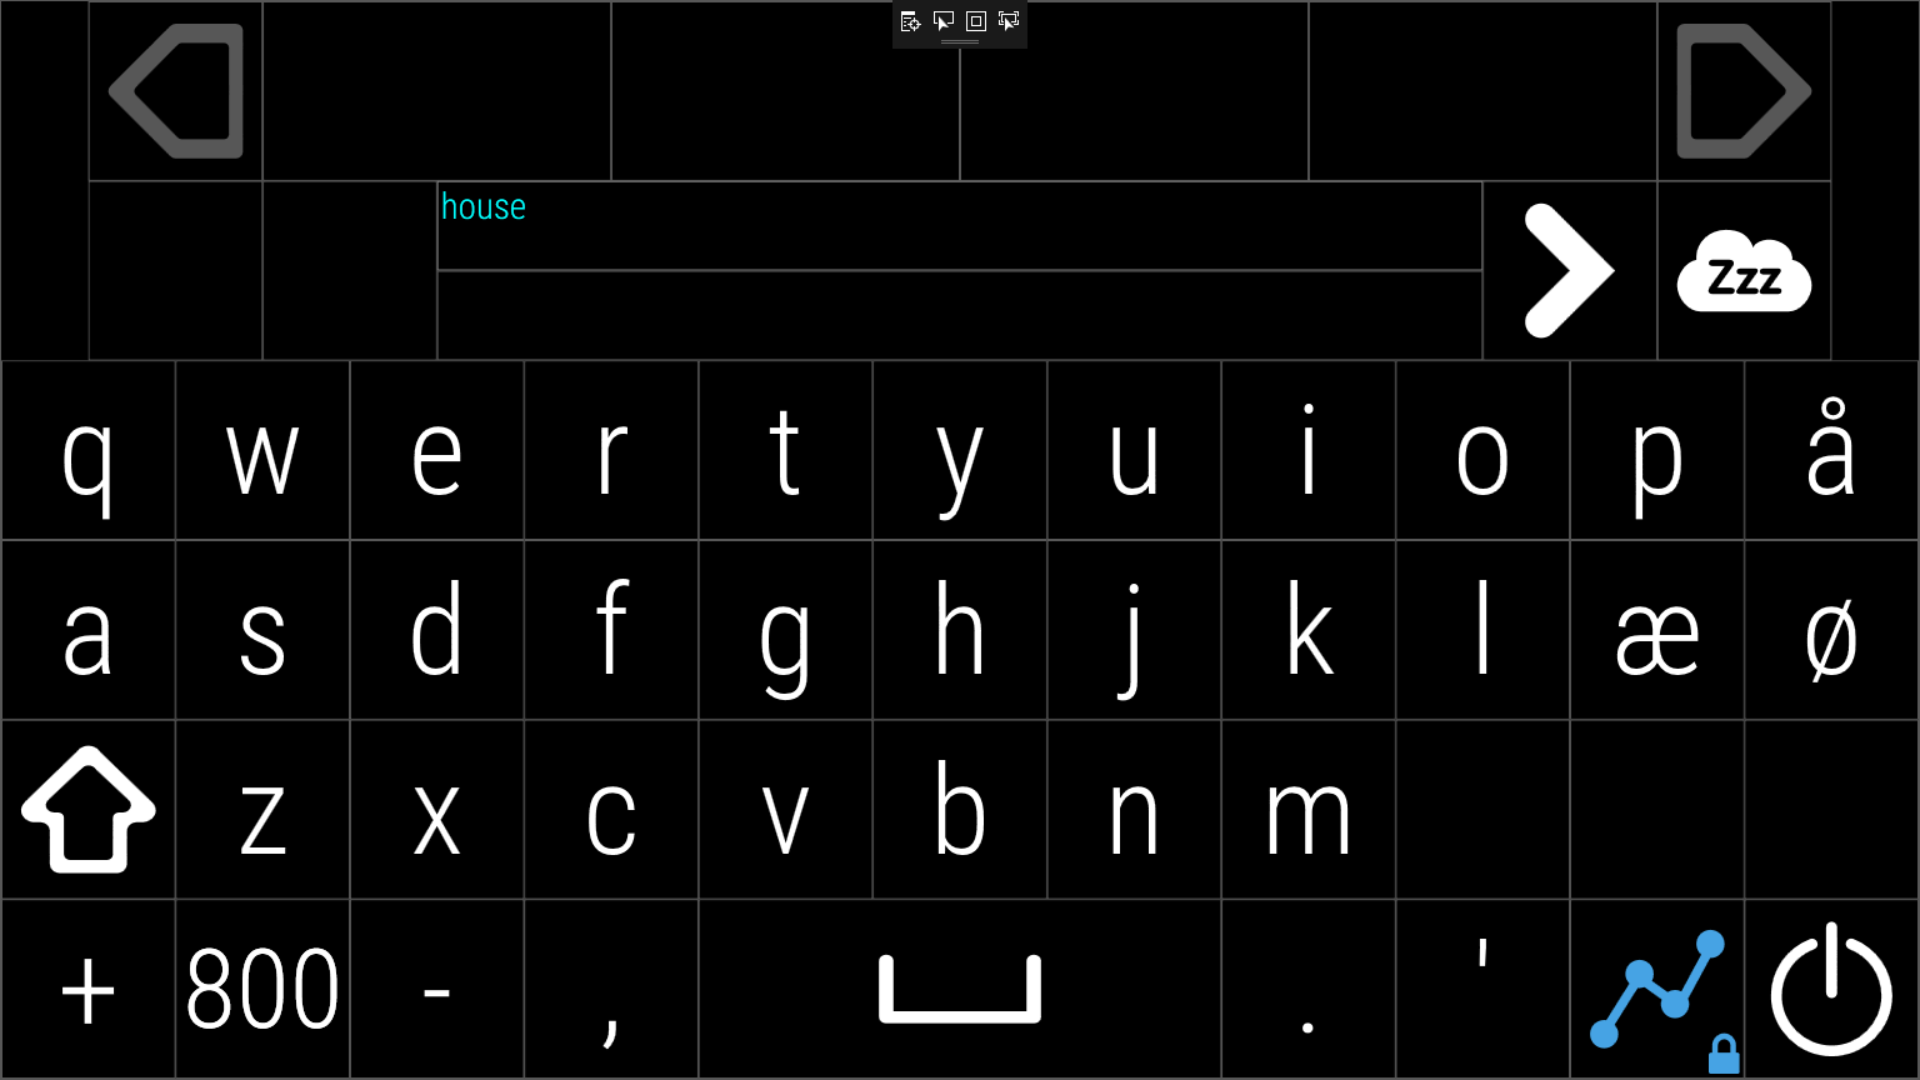 house
Zzz
q w e r t y u i o p å
a s d f g h j k l æ ø
z x c v b n m
+ 800 - , . '